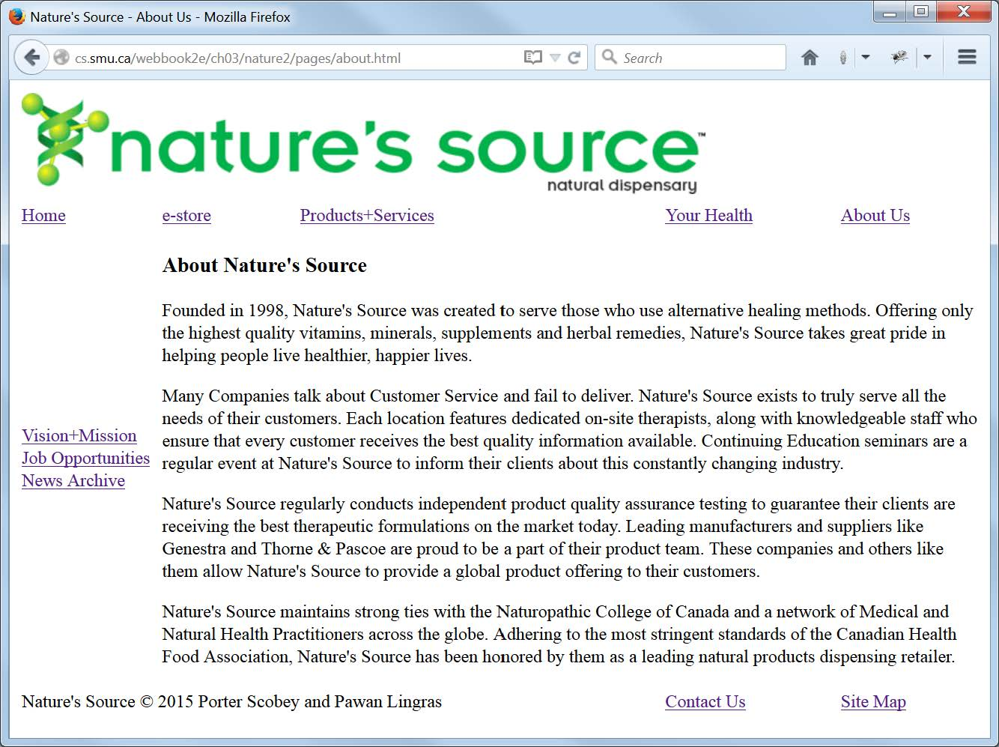 Nature's Source - About Us - Mozilla Firefox
cs.smu.ca/webbook2e/ch03/nature2/pages/about.html
Search
nature's source™
natural dispensary
Home e-store Products+Services Your Health About Us
About Nature's Source
Founded in 1998, Nature's Source was created to serve those who use alternative healing methods. Offering only
the highest quality vitamins, minerals, supplements and herbal remedies, Nature's Source takes great pride in
helping people live healthier, happier lives.
Many Companies talk about Customer Service and fail to deliver. Nature's Source exists to truly serve all the
needs of their customers. Each location features dedicated on-site therapists, along with knowledgeable staff who
ensure that every customer receives the best quality information available. Continuing Education seminars are a
regular event at Nature's Source to inform their clients about this constantly changing industry.
Nature's Source regularly conducts independent product quality assurance testing to guarantee their clients are
receiving the best therapeutic formulations on the market today. Leading manufacturers and suppliers like
Genestra and Thorne & Pascoe are proud to be a part of their product team. These companies and others like
them allow Nature's Source to provide a global product offering to their customers.
Nature's Source maintains strong ties with the Naturopathic College of Canada and a network of Medical and
Natural Health Practitioners across the globe. Adhering to the most stringent standards of the Canadian Health
Food Association, Nature's Source has been honored by them as a leading natural products dispensing retailer.
Vision+Mission
Job Opportunities
News Archive
Nature's Source © 2015 Porter Scobey and Pawan Lingras Contact Us Site Map